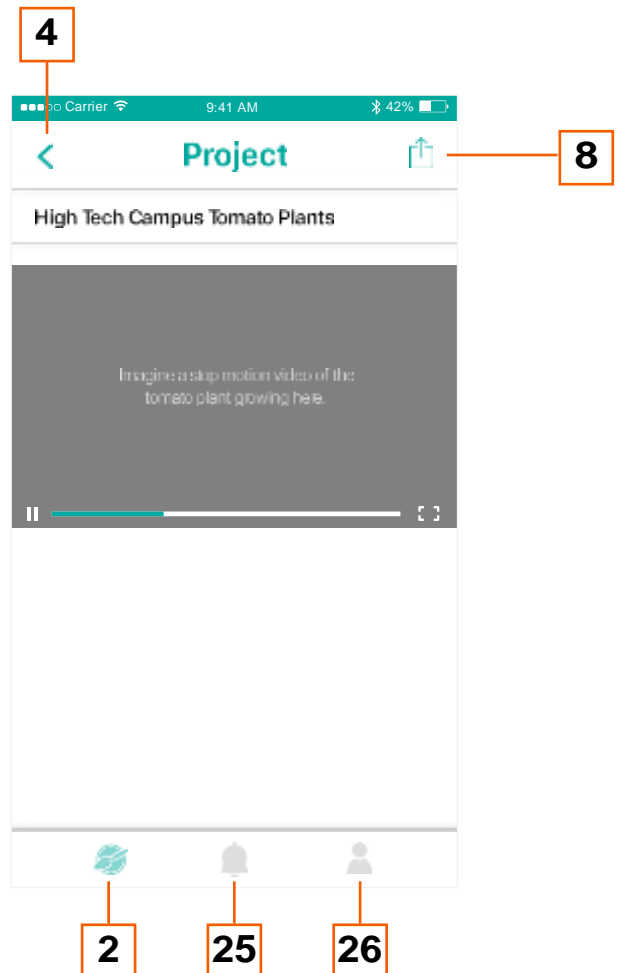 4
Carrier 9:41 AM 42%
Project
8
High Tech Campus Tomato Plants
Imagine a stop motion video of the
tomato plant growing here.
2 25 26